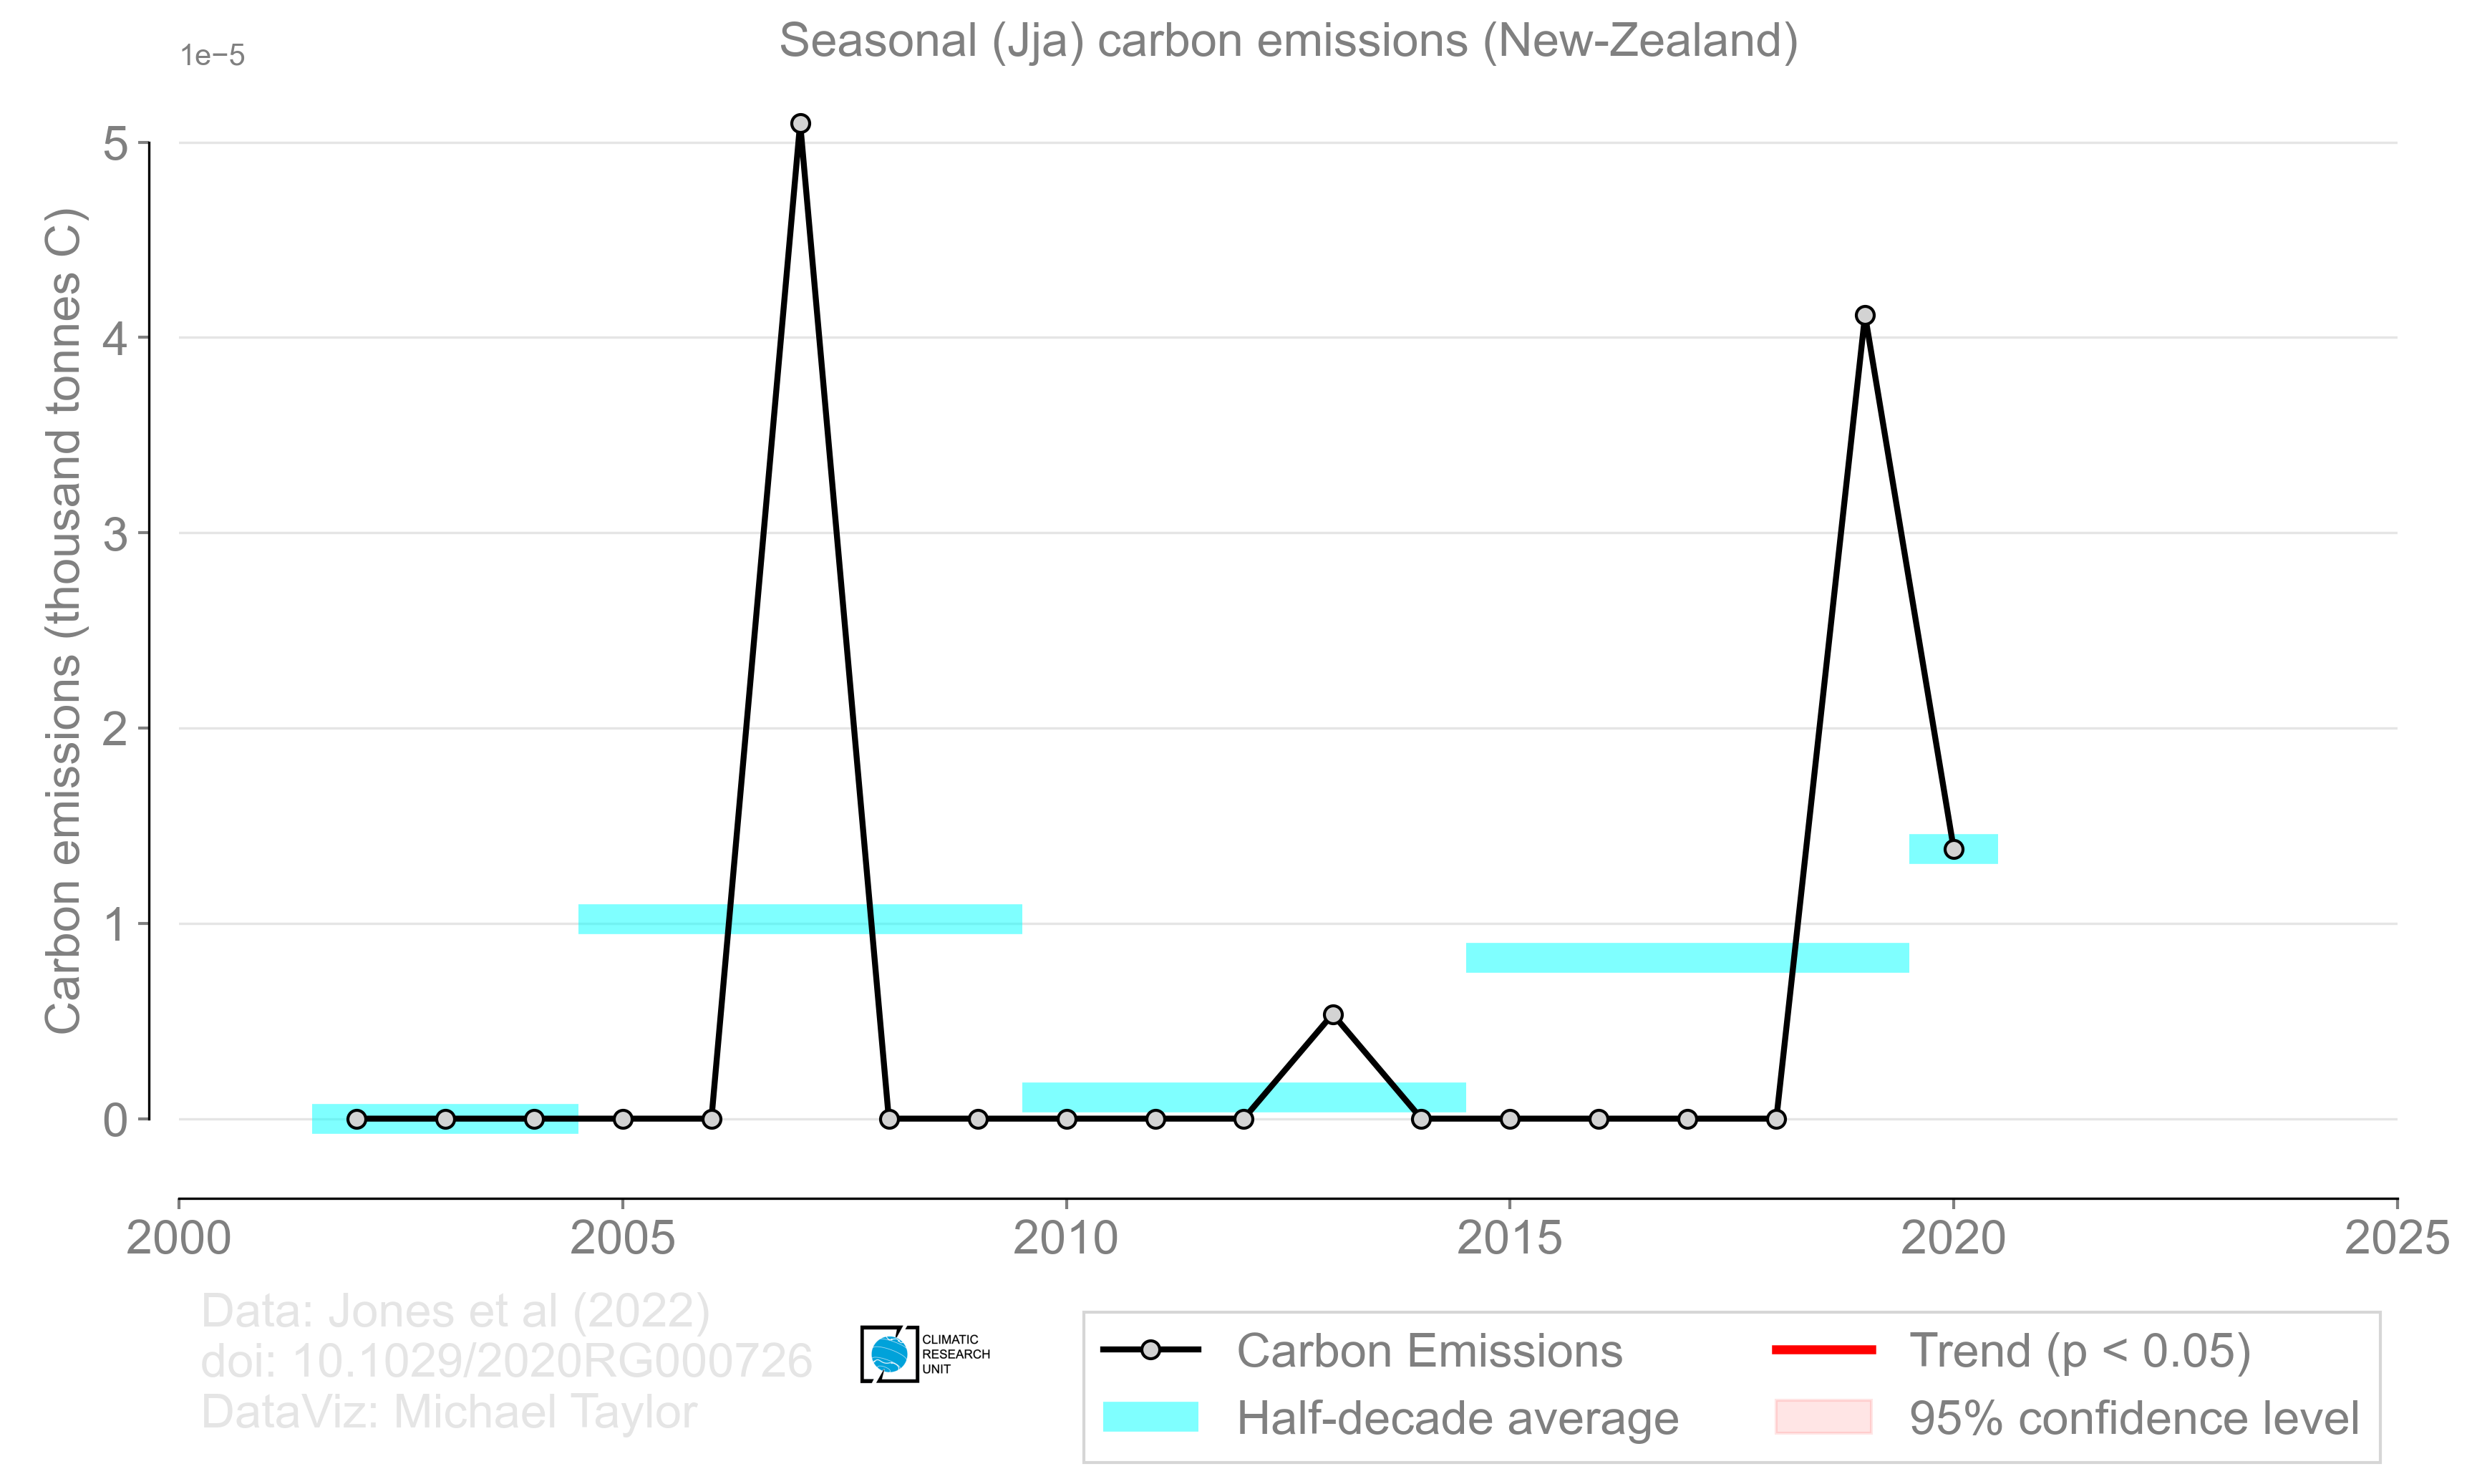 Seasonal (Jja) carbon emissions (New-Zealand)
1e−5
Carbon emissions (thousand tonnes C)
5
4
3
2
1
0
2000 2005 2010 2015 2020 2025
Data: Jones et al (2022)
doi: 10.1029/2020RG000726
DataViz: Michael Taylor
CLIMATIC
RESEARCH
UNIT
Carbon Emissions
Half-decade average
Trend (p < 0.05)
95% confidence level